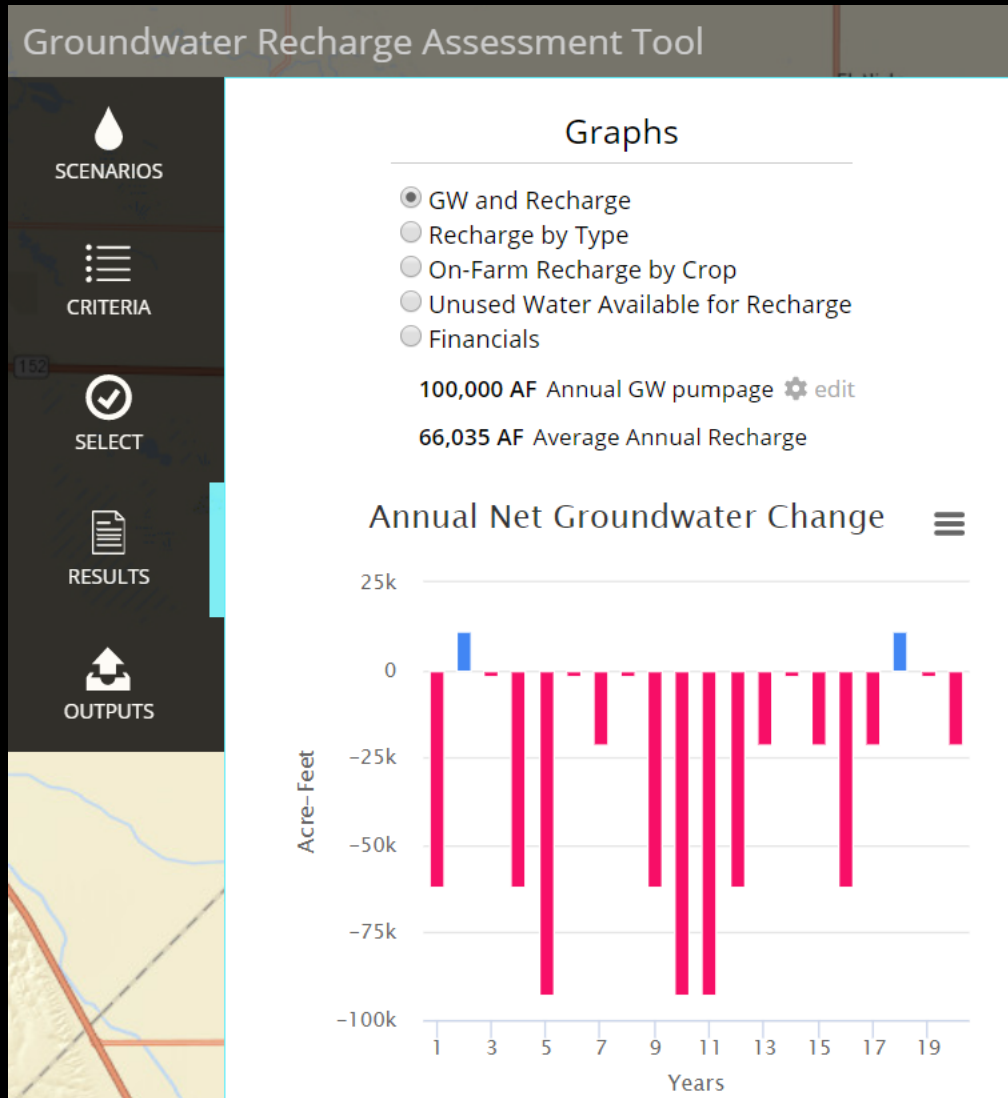 Groundwater Recharge Assessment Tool
SCENARIOS
CRITERIA
152
SELECT
RESULTS
OUTPUTS
Graphs
GW and Recharge
Recharge by Type
On-Farm Recharge by Crop
Unused Water Available for Recharge
Financials
100,000 AF Annual GW pumpage edit
66,035 AF Average Annual Recharge
Annual Net Groundwater Change
25k
0
-25k
-50k
-75k
-100k
Acre-Feet
1 3 5 7 9 11 13 15 17 19
Years